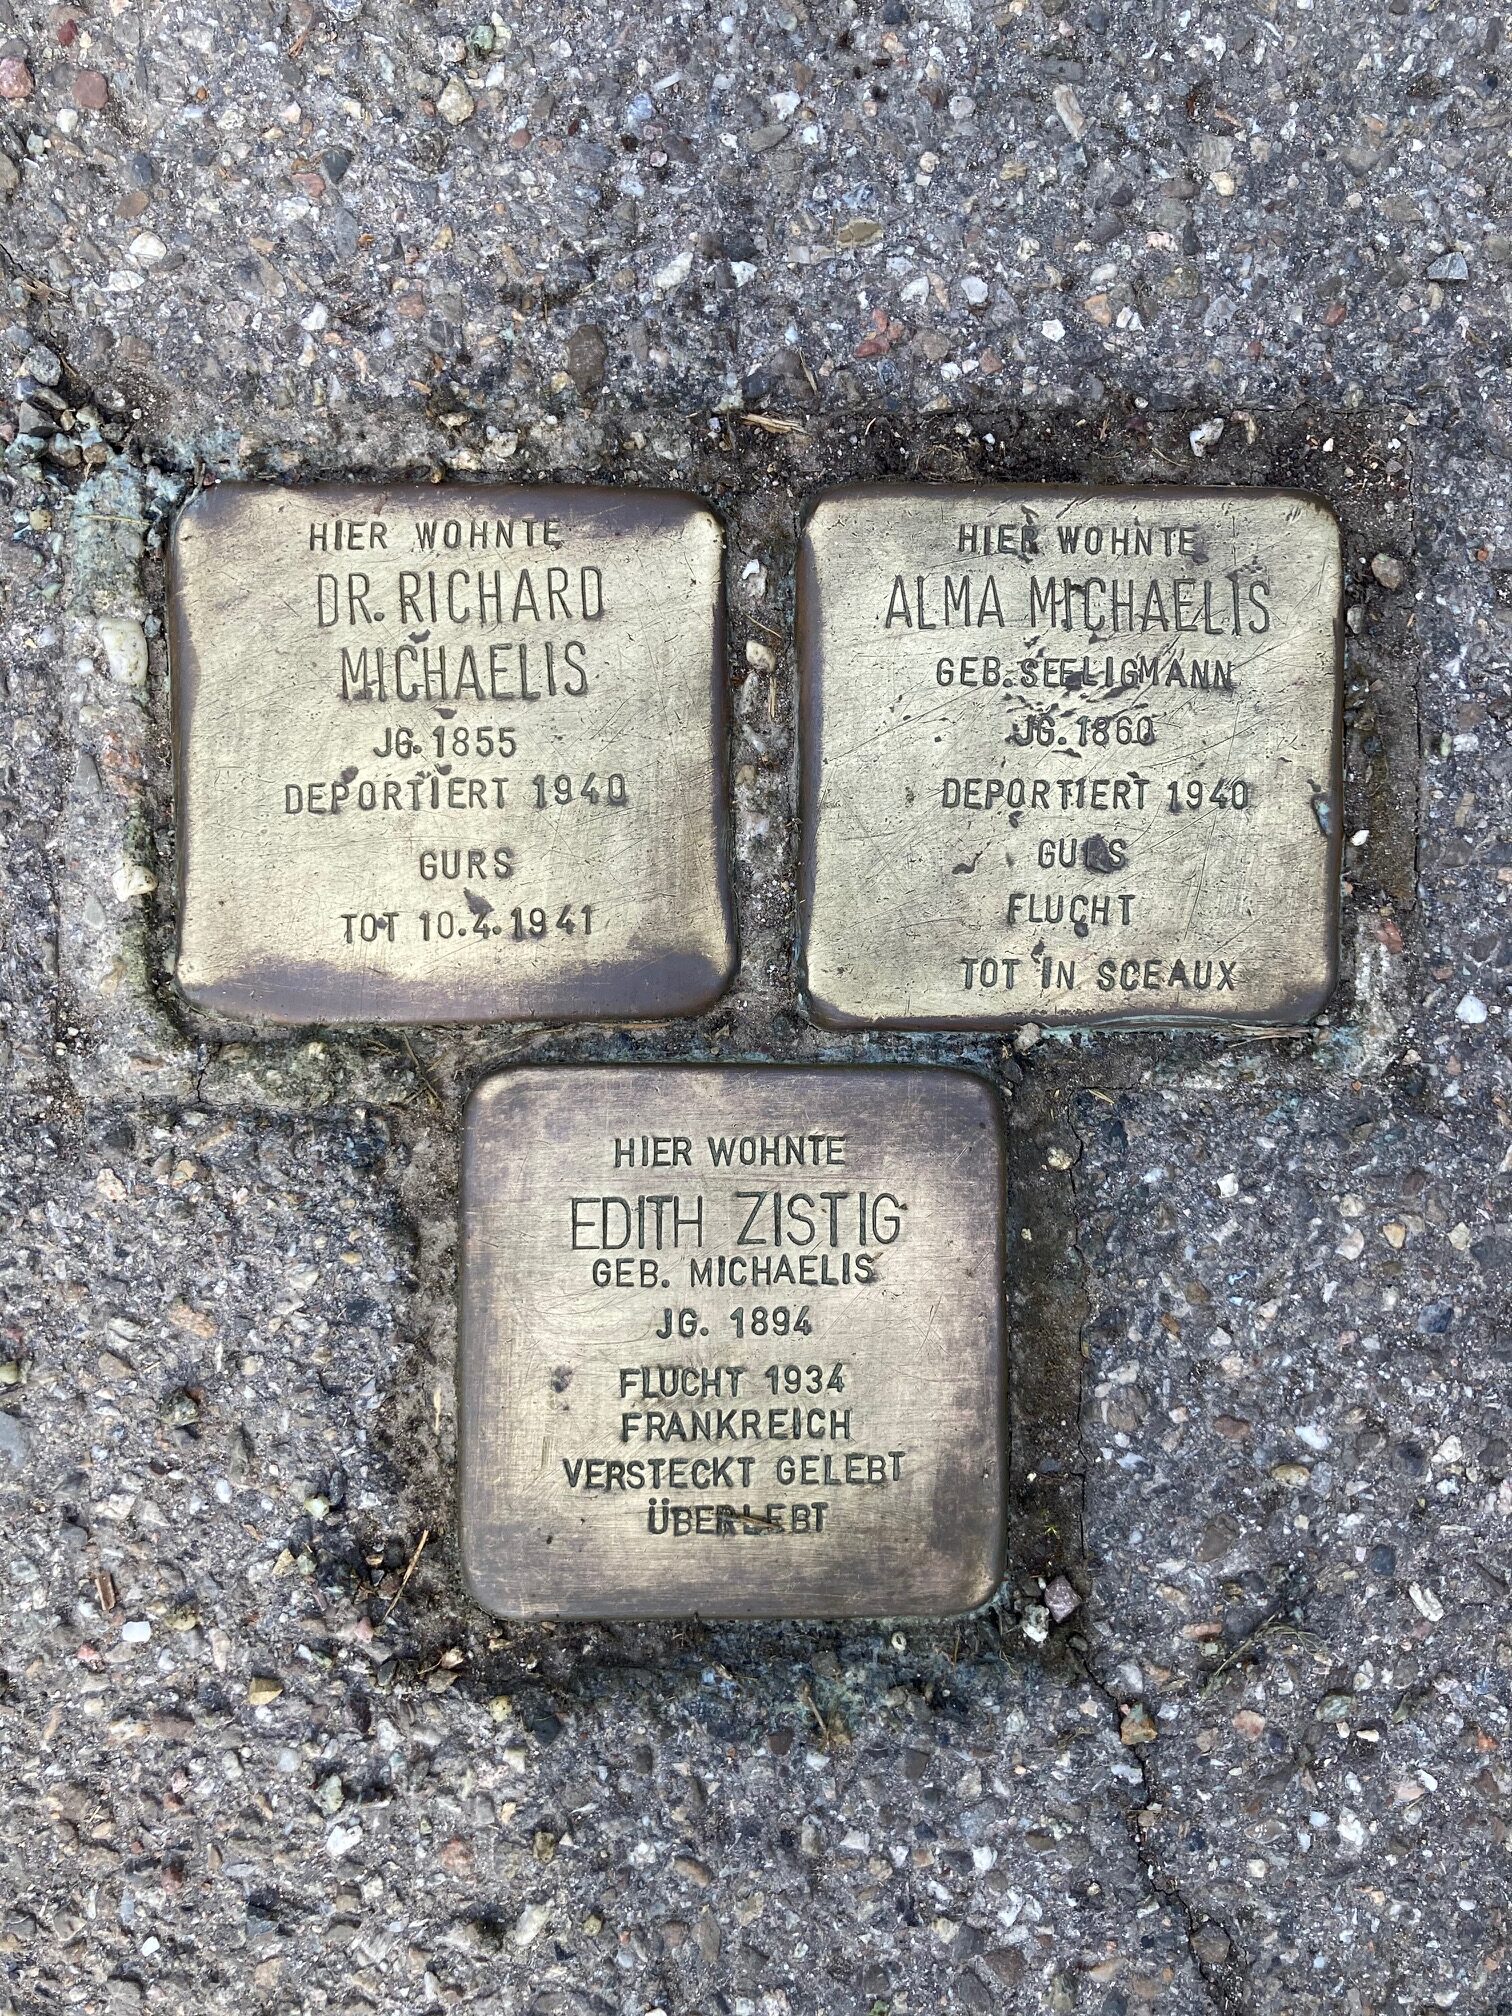 HIER WOHNTE
DR. RICHARD
MICHAELIS
JG. 1855
DEPORTIERT 1940
GURS
TOT 10.4.1941
HIER WOHNTE
ALMA MICHAELIS
GEB. SEELIGMANN
JG. 1860
DEPORTIERT 1940
GURS
FLUCHT
TOT IN SCEAUX
HIER WOHNTE
EDITH ZISTIG
GEB. MICHAELIS
JG. 1894
FLUCHT 1934
FRANKREICH
VERSTECKT GELEBT
ÜBERLEBT